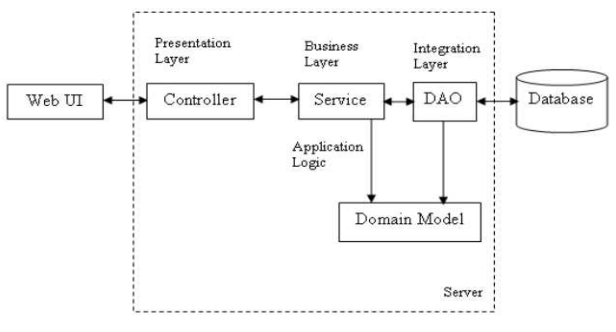 Presentation
Layer
Business
Layer
Integration
Layer
Web UI
Controller
Service
DAO
Database
Application
Logic
Domain Model
Server